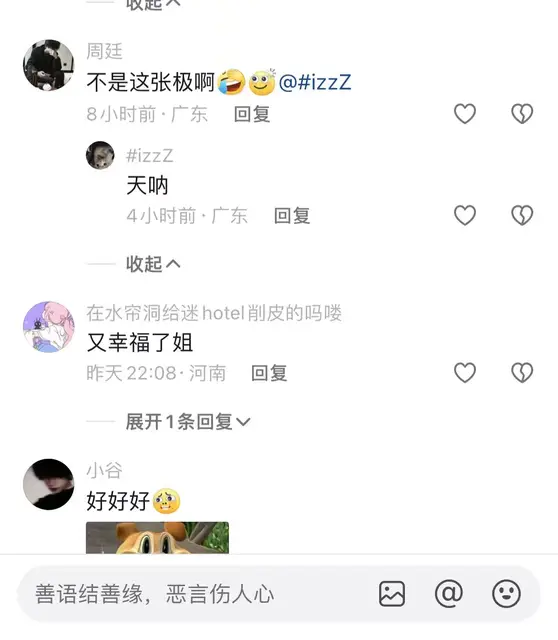 收起
周廷
不是这张极啊🤣@#izzZ
8小时前·广东 回复
#izzZ
天呐
4小时前·广东 回复
收起
在水帘洞给迷hotel削皮的吗喽
又幸福了姐
昨天22:08·河南 回复
展开1条回复
小谷
好好好
善语结善缘，恶言伤人心